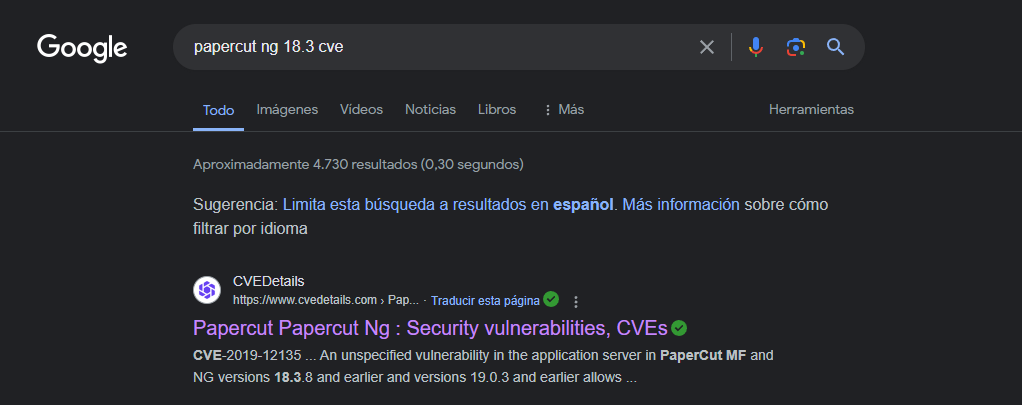 Google
papercut ng 18.3 cve
Todo Imágenes Vídeos Noticias Libros Más Herramientas
Aproximadamente 4.730 resultados (0,30 segundos)
Sugerencia: Limita esta búsqueda a resultados en español. Más información sobre cómo
filtrar por idioma
CVEDetails
https://www.cvedetails.com › Pap... · Traducir esta página
Papercut Papercut Ng : Security vulnerabilities, CVEs
CVE-2019-12135 ... An unspecified vulnerability in the application server in PaperCut MF and
NG versions 18.3.8 and earlier and versions 19.0.3 and earlier allows ...